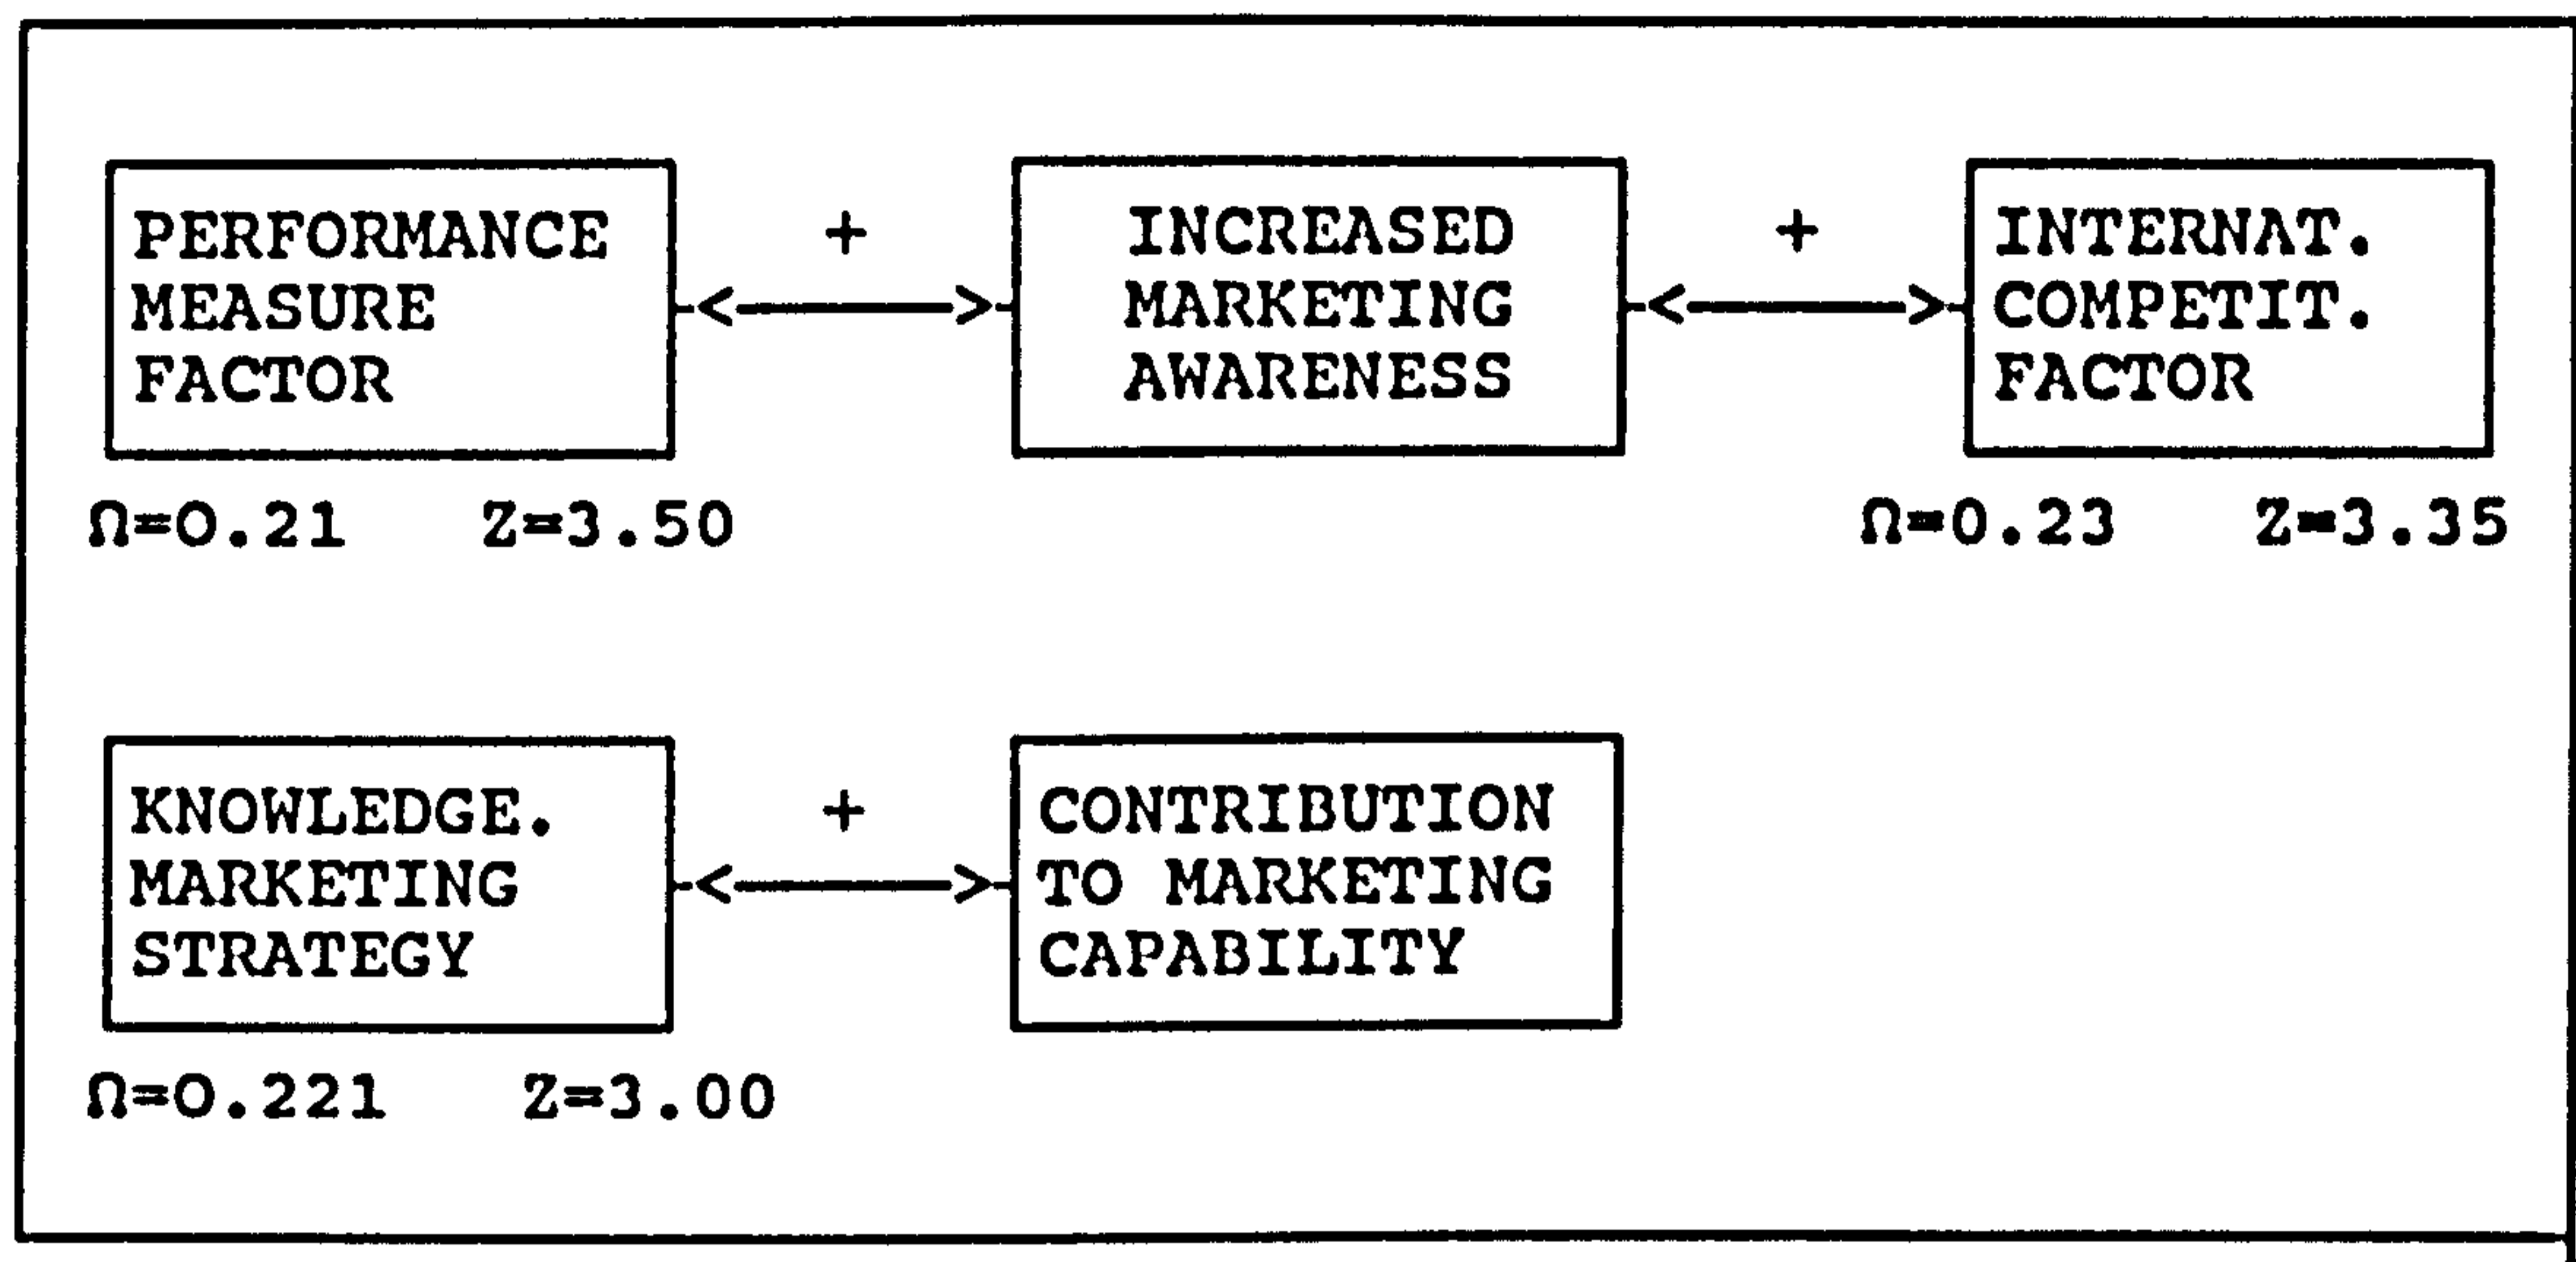 PERFORMANCE
MEASURE
FACTOR
+
INCREASED
MARKETING
AWARENESS
+
INTERNAT.
COMPETIT.
FACTOR
Ω=0.21 Z=3.50
Ω=0.23 Z=3.35
KNOWLEDGE.
MARKETING
STRATEGY
+
CONTRIBUTION
TO MARKETING
CAPABILITY
Ω=0.221 Z=3.00